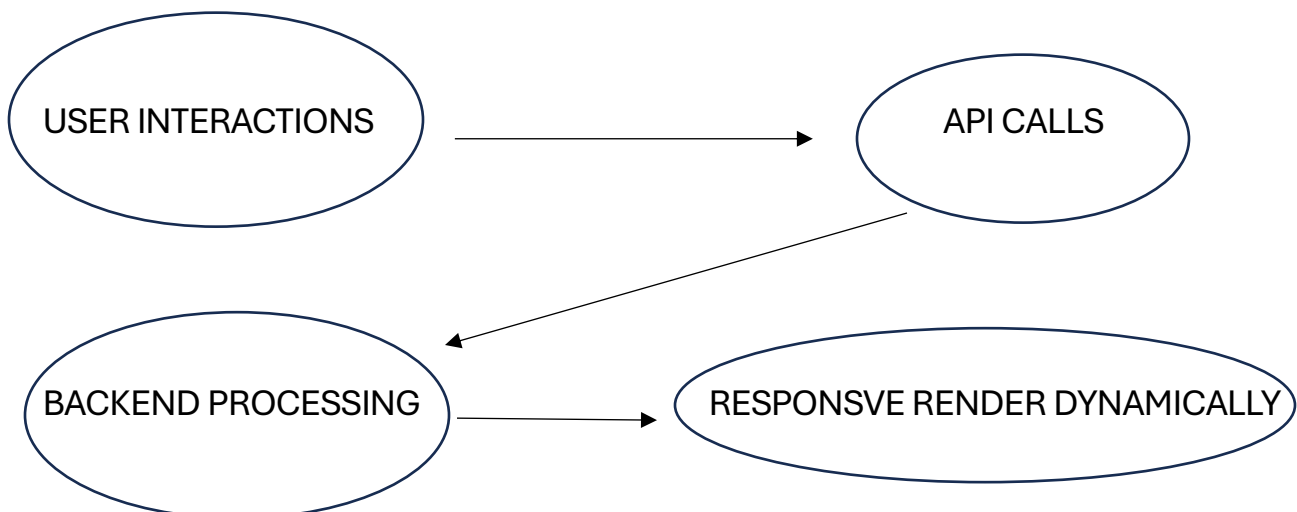 USER INTERACTIONS
API CALLS
BACKEND PROCESSING
RESPONSVE RENDER DYNAMICALLY